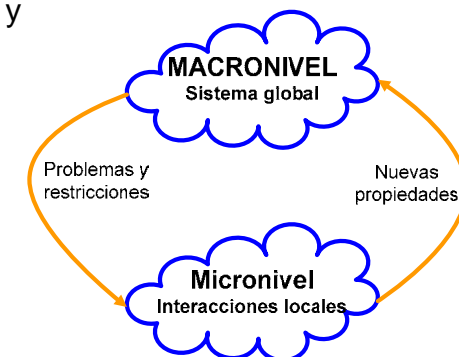 y
MACRONIVEL
Sistema global
Problemas y
restricciones
Nuevas
propiedades
Micronivel
Interacciones locales